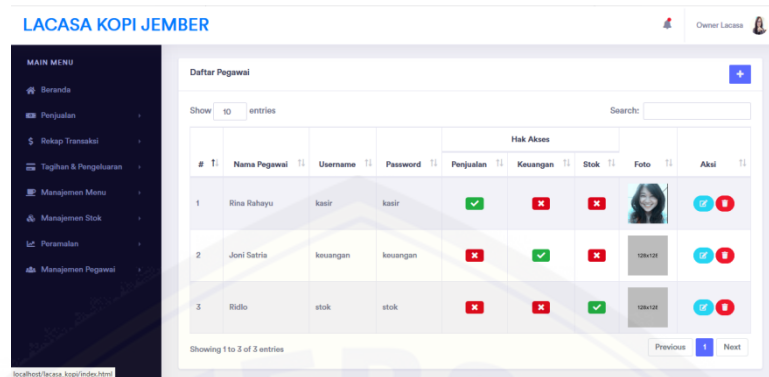 LACASA KOPI JEMBER
Owner Lacasa
MAIN MENU
Beranda
Penjualan
Rekap Transaksi
Tagihan & Pengeluaran
Manajemen Menu
Manajemen Stok
Peramalan
Manajemen Pegawai
Daftar Pegawai
Show 10 entries
Search:
Hak Akses
# Nama Pegawai Username Password Penjualan Keuangan Stok Foto Aksi
1 Rina Rahayu kasir kasir
2 Joni Satria keuangan keuangan 128x128
3 Ridlo stok stok 128x128
Showing 1 to 3 of 3 entries
Previous 1 Next
localhost/lacasa_kopi/index.html